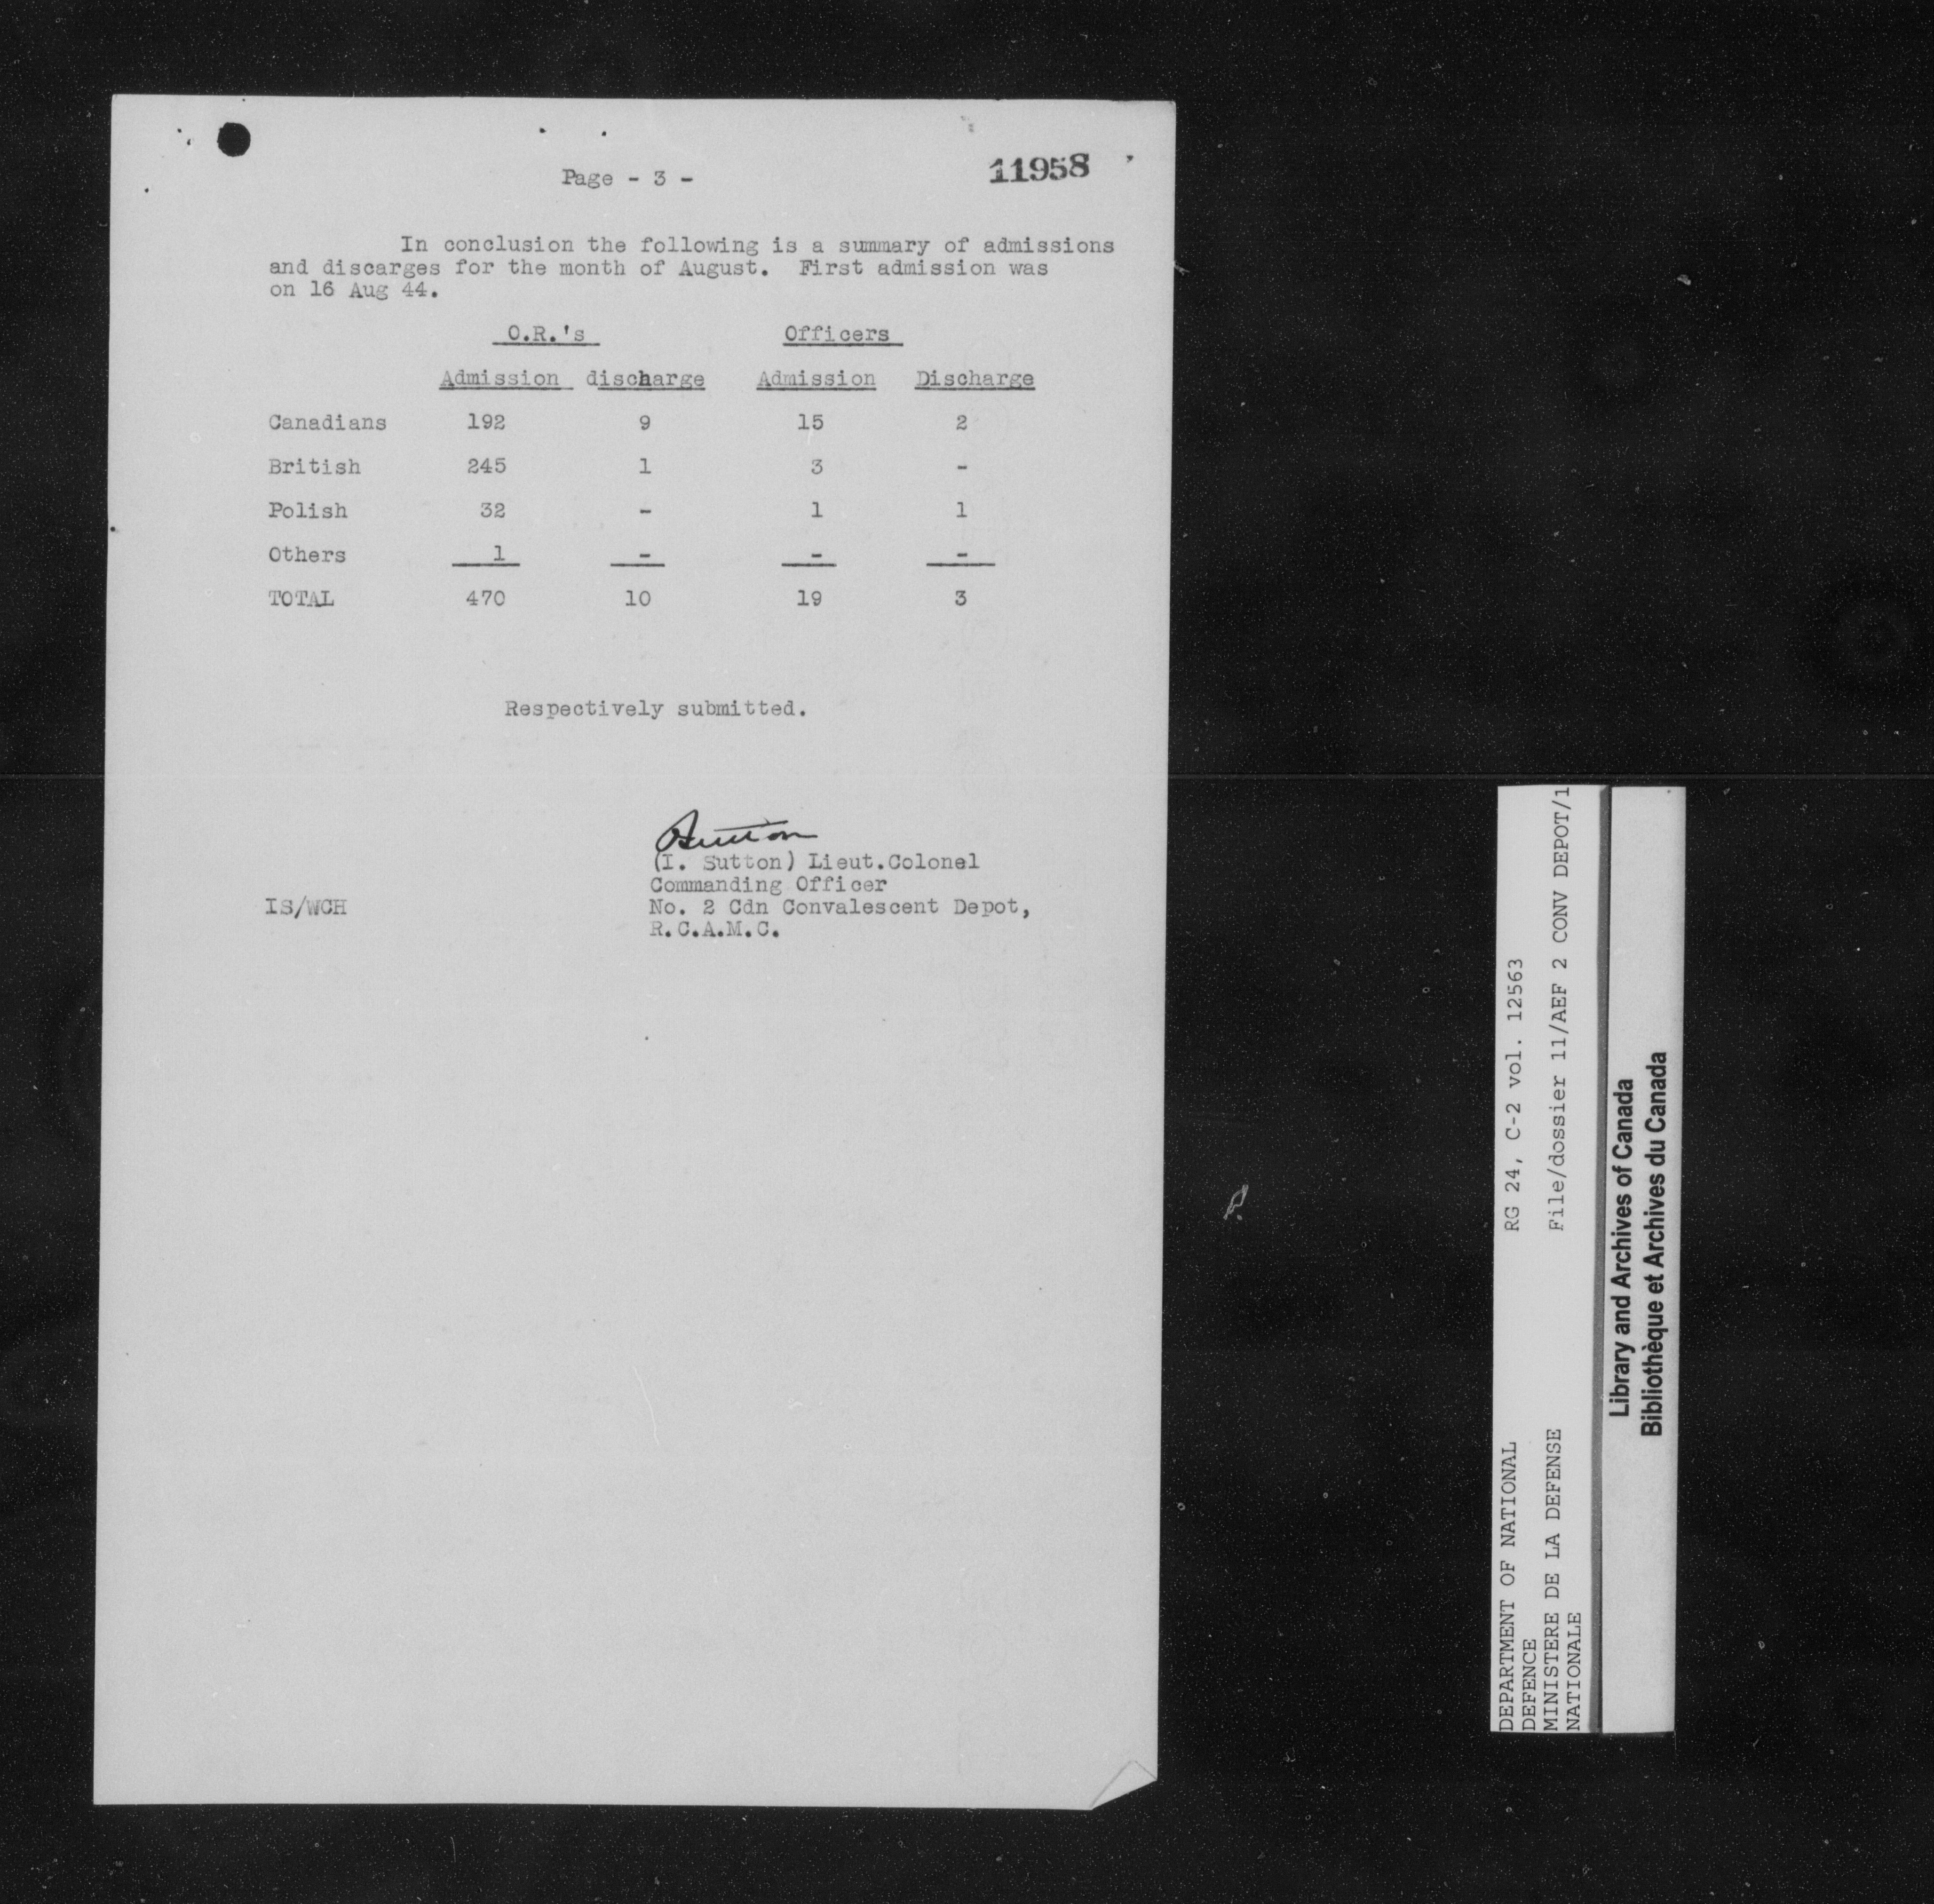 Page - 3 -
11958
In conclusion the following is a summary of admissions
and discarges for the month of August. First admission was
on 16 Aug 44.
O.R.'s Officers
Admission discharge Admission Discharge
Canadians 192 9 15 2
British 245 1 3 -
Polish 32 - 1 1
Others 1 - - -
TOTAL 470 10 19 3
Respectively submitted.
Sutton
(I. Sutton) Lieut.Colonel
Commanding Officer
IS/WCH No. 2 Cdn Convalescent Depot,
R.C.A.M.C.
DEPARTMENT OF NATIONAL RG 24, C-2 vol. 12563
DEFENCE
MINISTERE DE LA DEFENSE File/dossier 11/AEF 2 CONV DEPOT/1
NATIONALE
Library and Archives of Canada
Bibliothèque et Archives du Canada